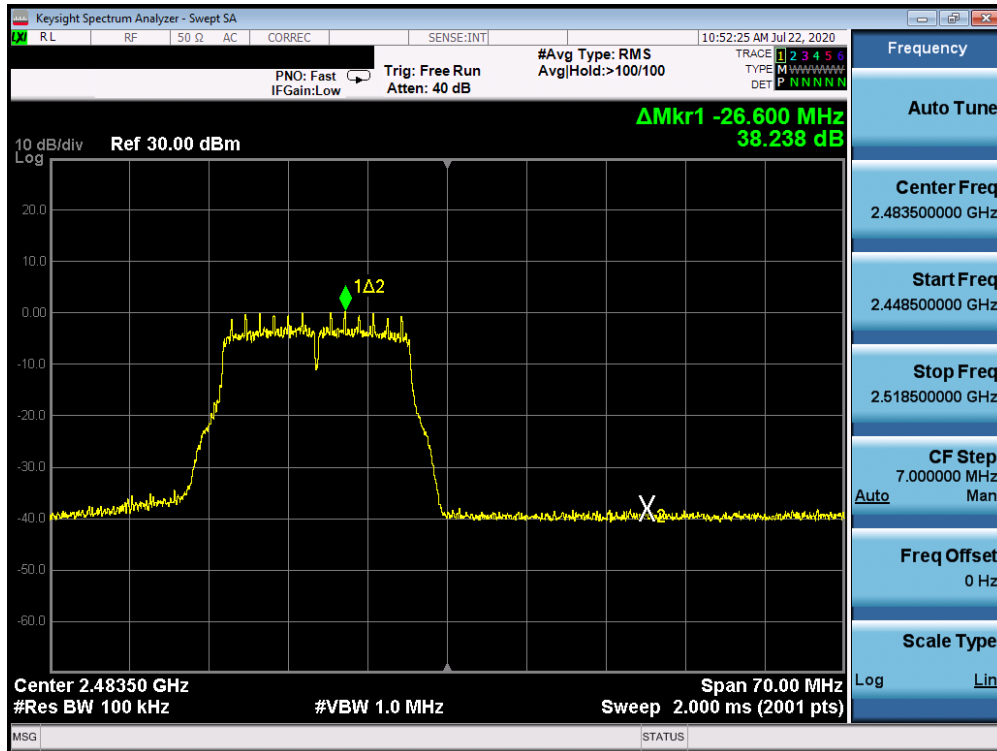 Keysight Spectrum Analyzer - Swept SA
LXI RL RF 50 Ω AC CORREC SENSE:INT 10:52:25 AM Jul 22, 2020
PNO: Fast
IFGain:Low
Trig: Free Run
Atten: 40 dB
#Avg Type: RMS
Avg|Hold:>100/100
TRACE 1 2 3 4 5 6
TYPE M WWWWW
DET P N N N N N
ΔMkr1 -26.600 MHz
38.238 dB
10 dB/div Ref 30.00 dBm
Log
20.0
10.0
0.00
-10.0
-20.0
-30.0
-40.0
-50.0
-60.0
1Δ2
X2
Center 2.48350 GHz Span 70.00 MHz
#Res BW 100 kHz #VBW 1.0 MHz Sweep 2.000 ms (2001 pts)
MSG STATUS
Frequency
Auto Tune
Center Freq
2.483500000 GHz
Start Freq
2.448500000 GHz
Stop Freq
2.518500000 GHz
CF Step
7.000000 MHz
Auto Man
Freq Offset
0 Hz
Scale Type
Log Lin